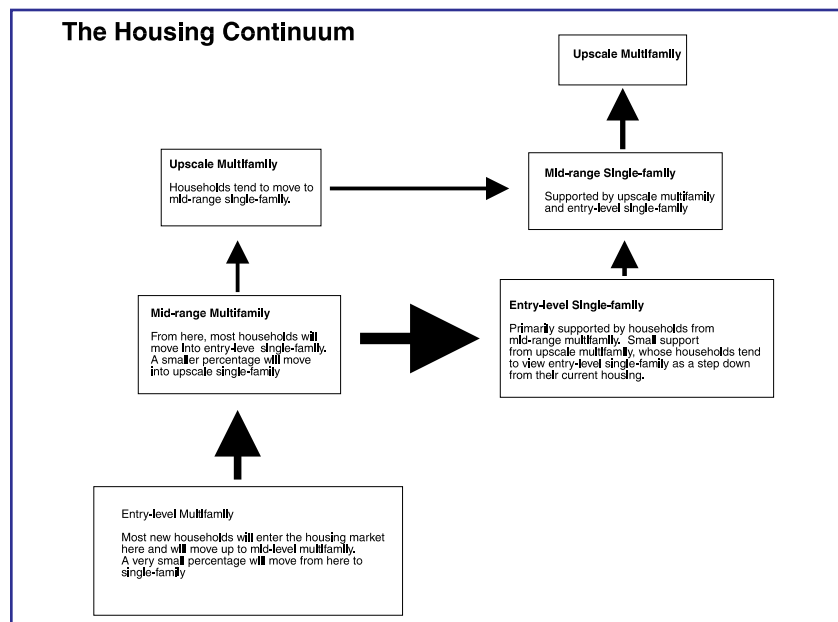 The Housing Continuum
Upscale Multifamily
Upscale Multifamily
Households tend to move to
mid-range single-family.
Mid-range Single-family
Supported by upscale multifamily
and entry-level single-family
Mid-range Multifamily
From here, most households will
move into entry-leve single-family.
A smaller percentage will move
into upscale single-family
Entry-level Single-family
Primarily supported by households from
mid-range multifamily. Small support
from upscale multifamily, whose households tend
to view entry-level single-family as a step down
from their current housing.
Entry-level Multifamily
Most new households will enter the housing market
here and will move up to mid-level multifamily.
A very small percentage will move from here to
single-family